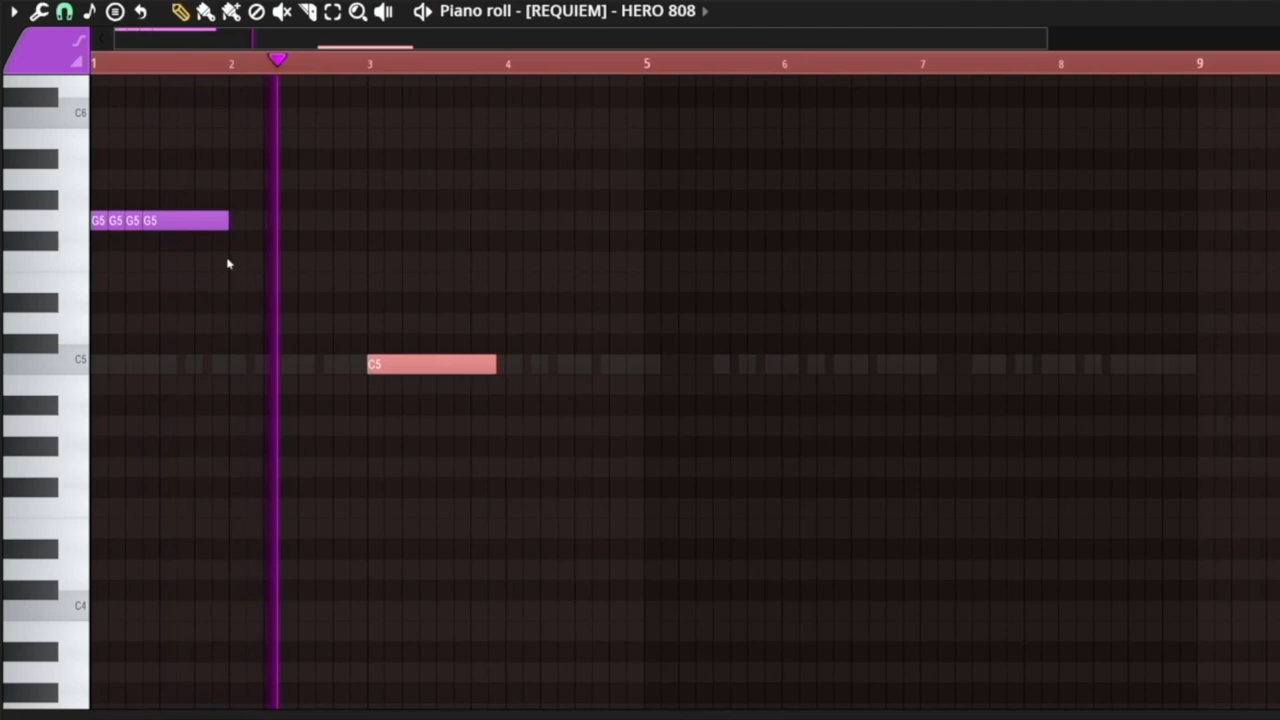 Piano roll - [REQUIEM] - HERO 808
1 2 3 4 5 6 7 8 9
C6
G5 G5 G5 G5
C5
C5
C4